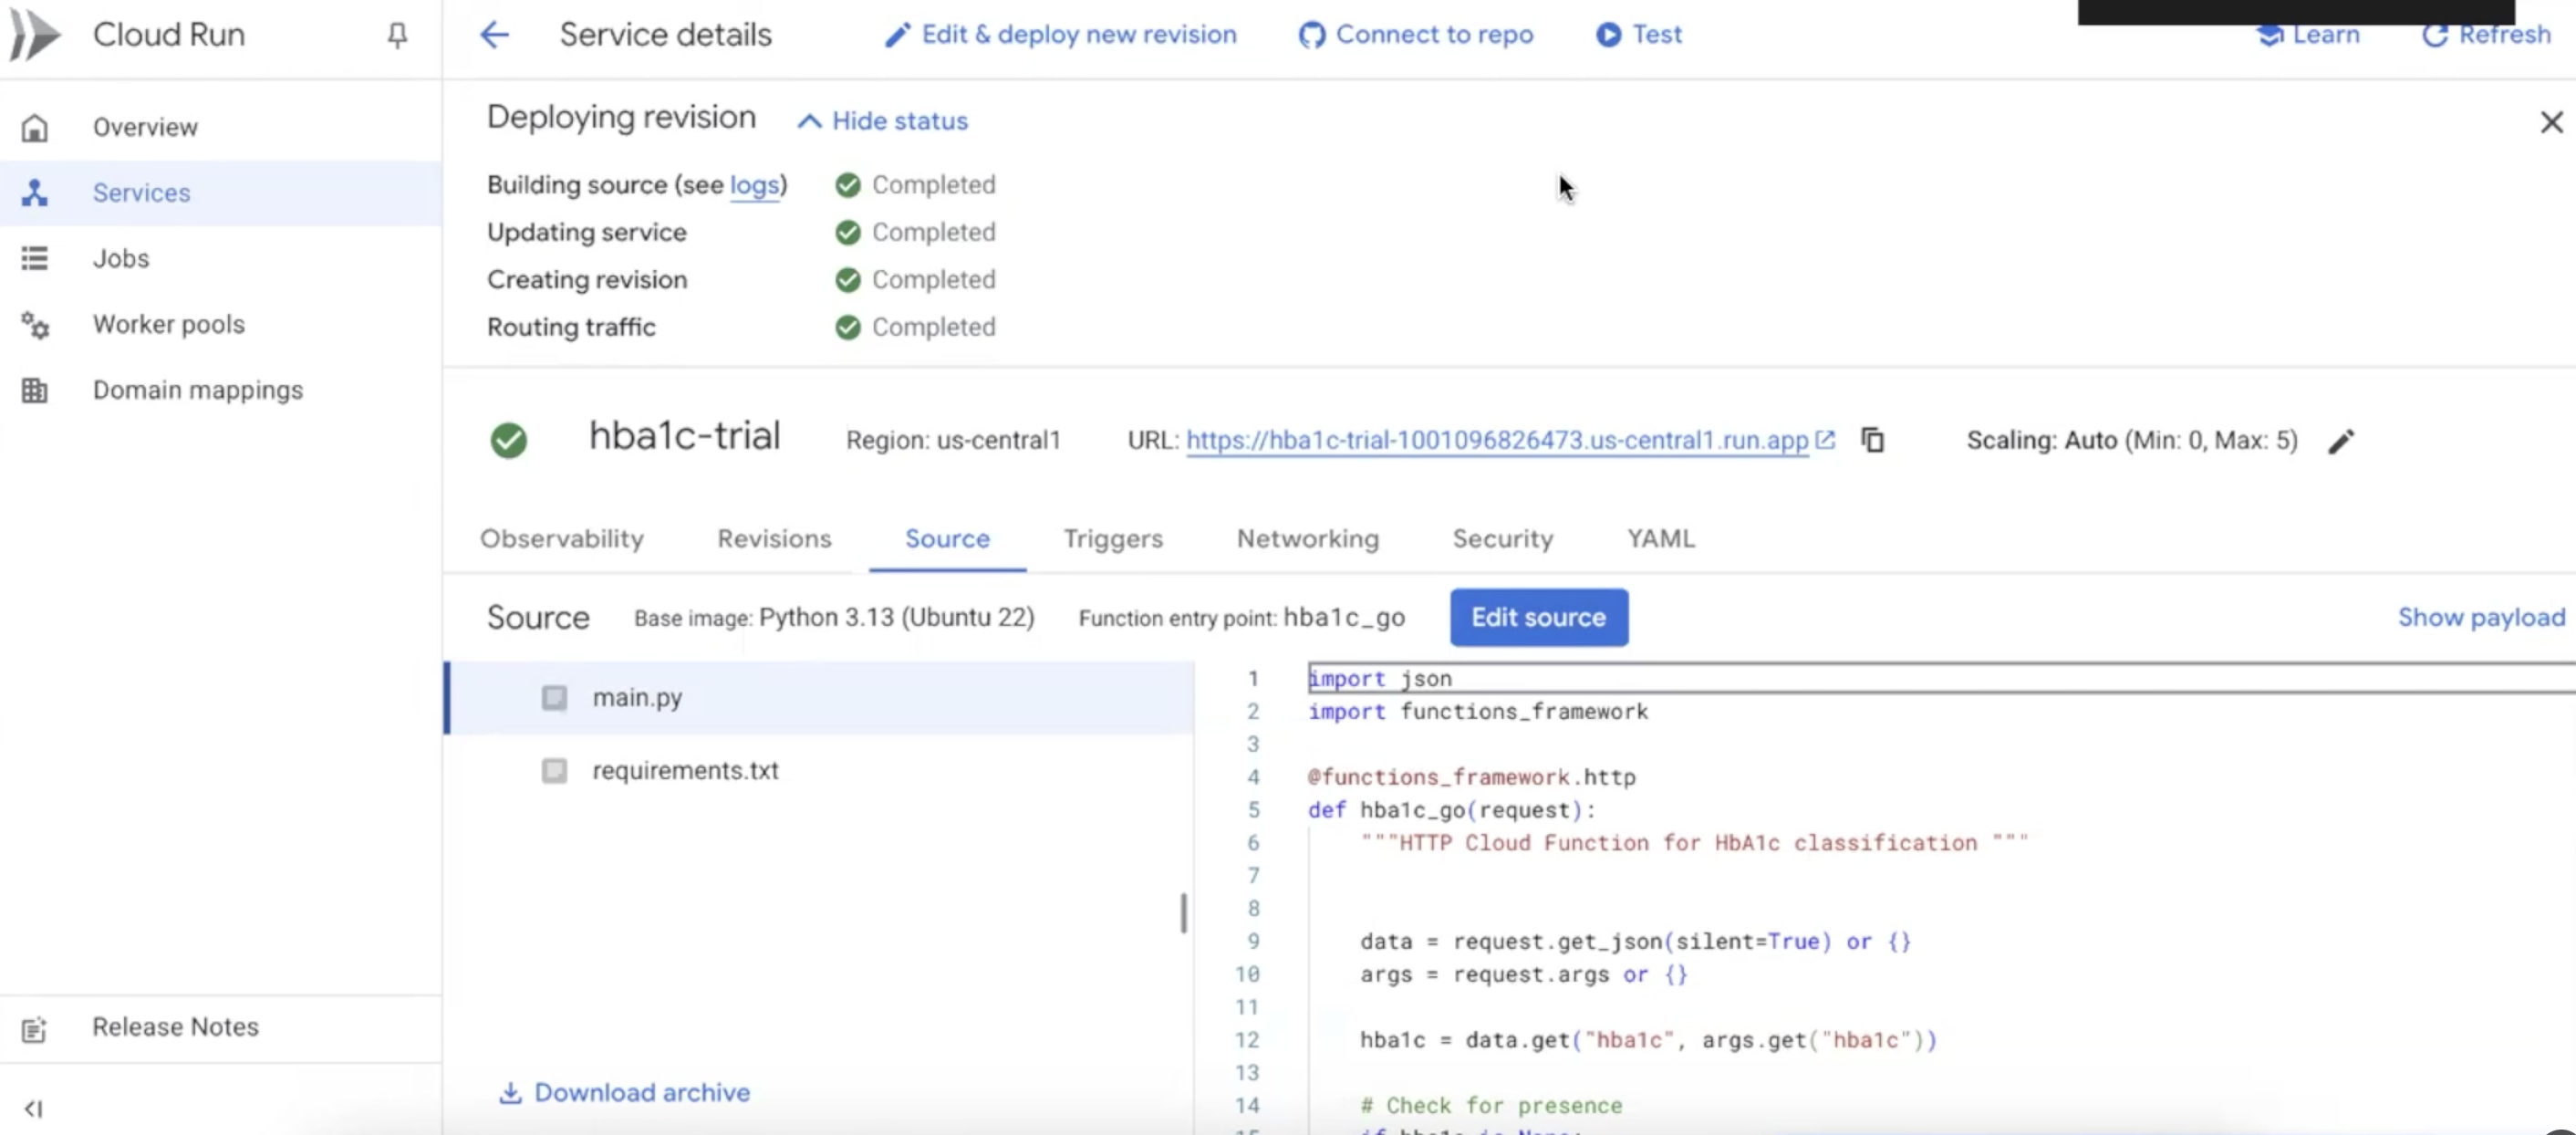 Cloud Run
Service details
Edit & deploy new revision
Connect to repo
Test
Learn
Refresh
Overview
Services
Jobs
Worker pools
Domain mappings
Release Notes
Deploying revision
Hide status
Building source (see logs) Completed
Updating service Completed
Creating revision Completed
Routing traffic Completed
hba1c-trial
Region: us-central1
URL: https://hba1c-trial-1001096826473.us-central1.run.app
Scaling: Auto (Min: 0, Max: 5)
Observability
Revisions
Source
Triggers
Networking
Security
YAML
Source
Base image: Python 3.13 (Ubuntu 22)
Function entry point: hba1c_go
Edit source
Show payload
main.py
requirements.txt
Download archive
1 import json
2 import functions_framework
3
4 @functions_framework.http
5 def hba1c_go(request):
6 """HTTP Cloud Function for HbA1c classification """
7
8
9 data = request.get_json(silent=True) or {}
10 args = request.args or {}
11
12 hba1c = data.get("hba1c", args.get("hba1c"))
13
14 # Check for presence
15 if hba1c is None: